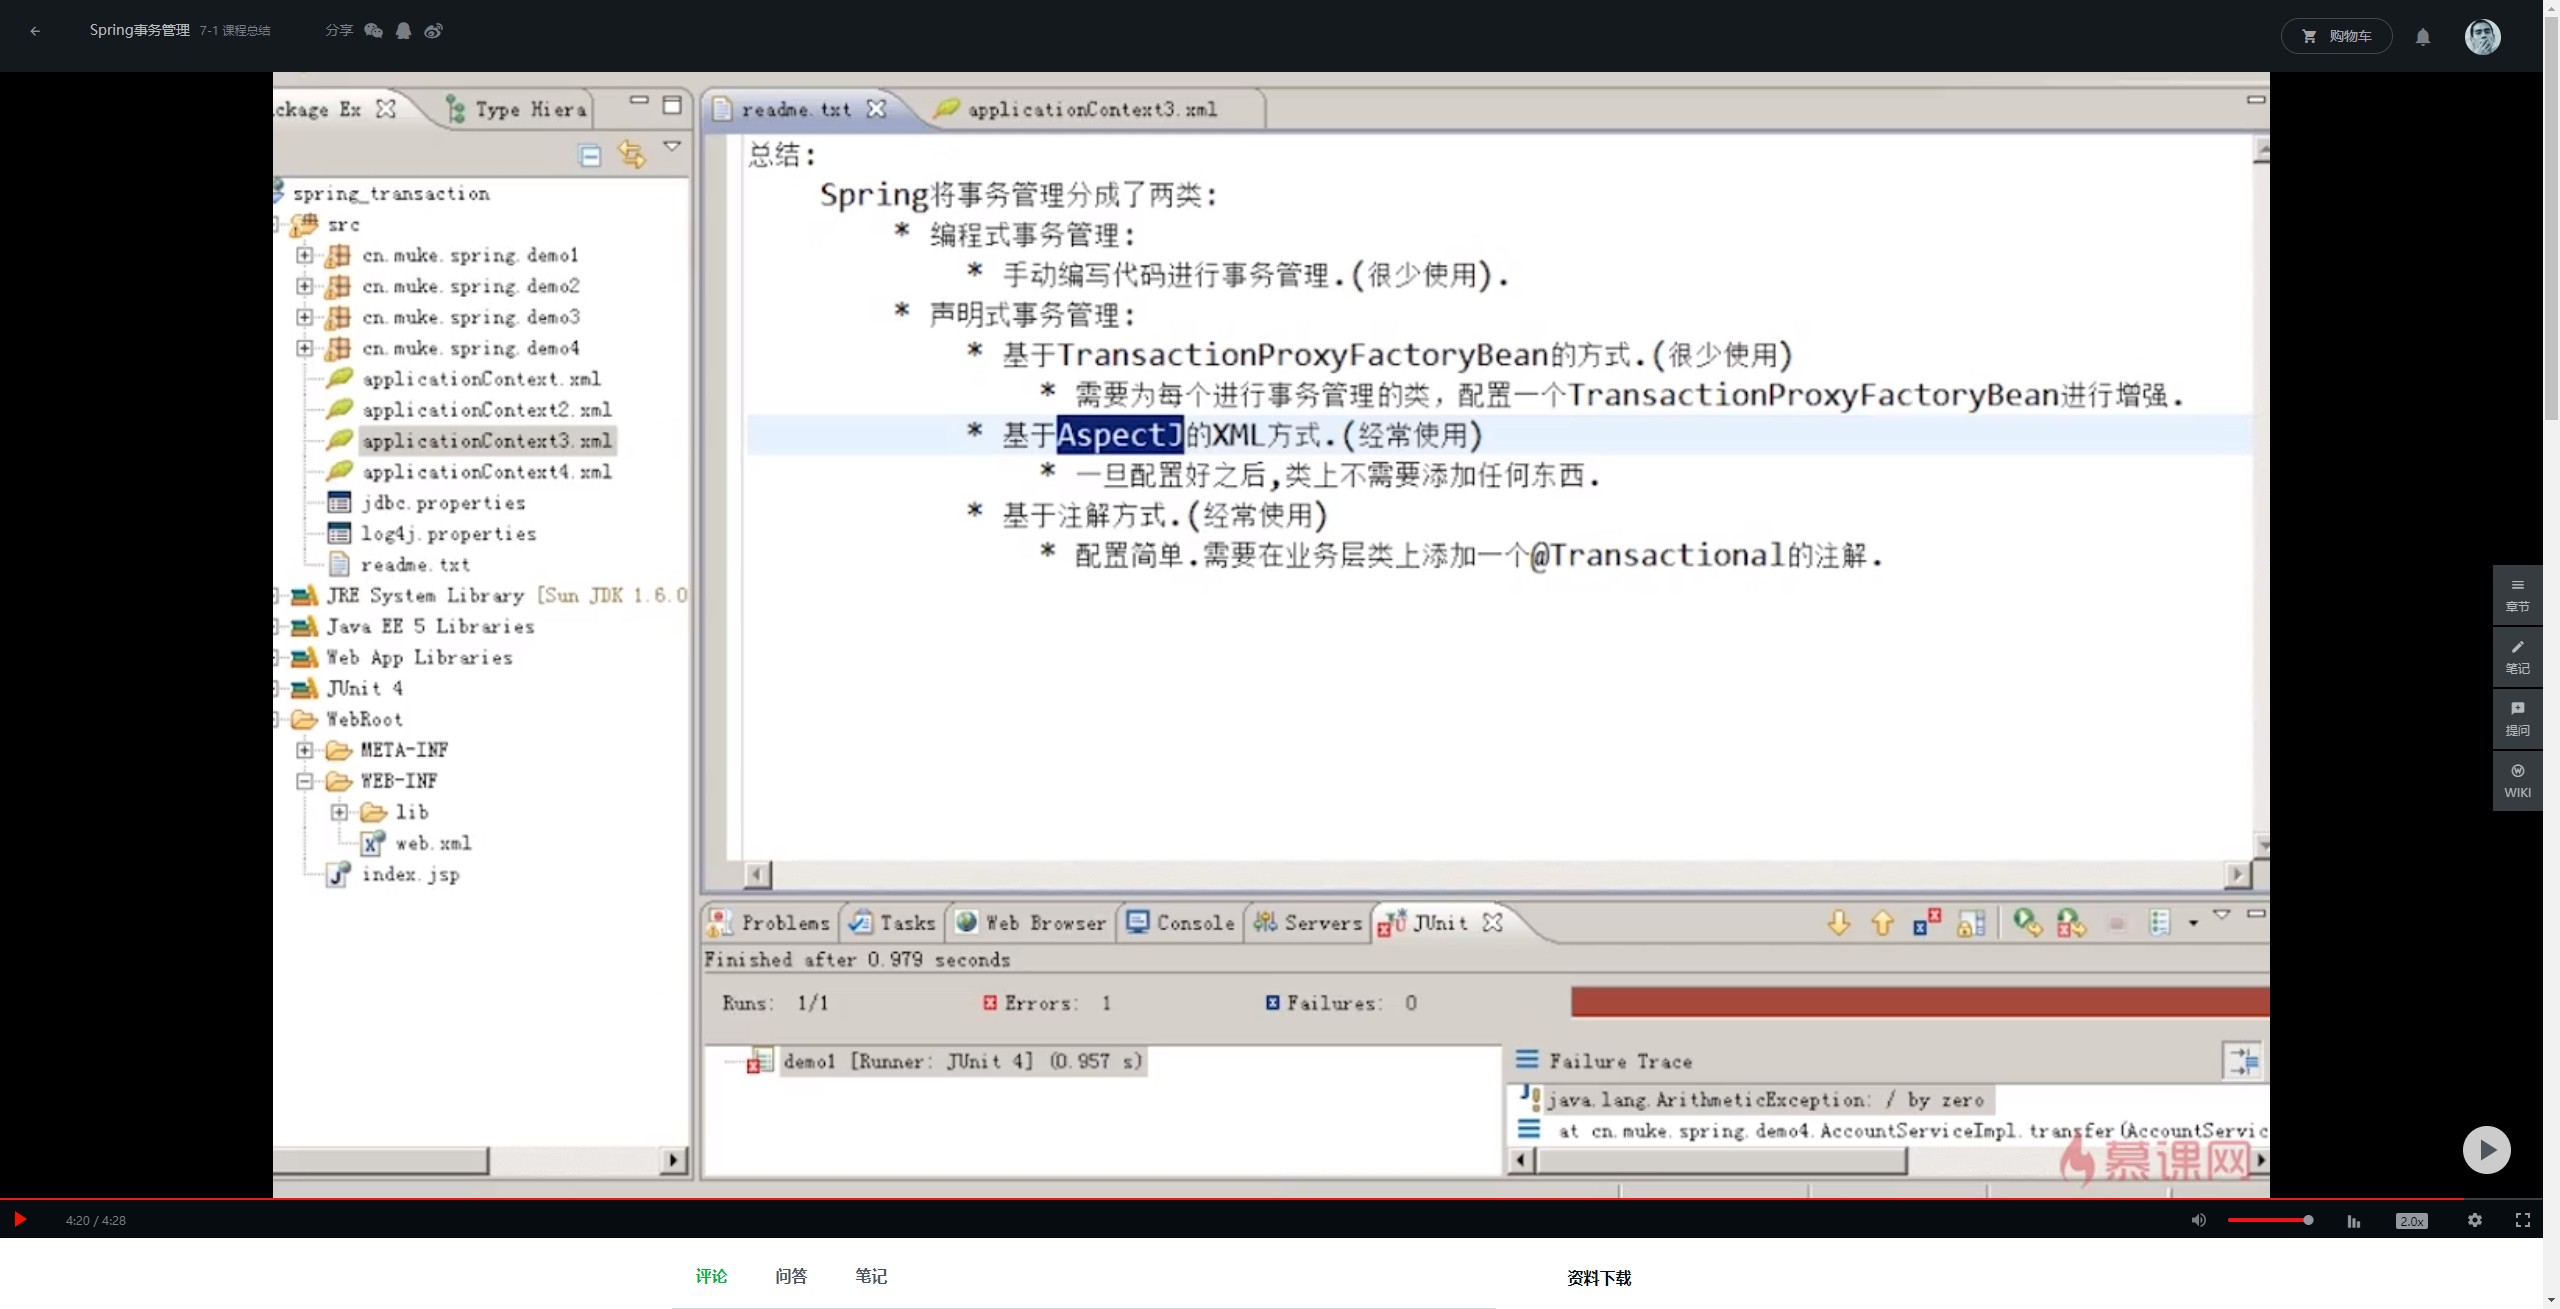 Spring事务管理 7-1 课程总结 分享 购物车
ckage Ex Type Hiera
readme.txt applicationContext3.xml
spring_transaction
src
cn.muke.spring.demo1
cn.muke.spring.demo2
cn.muke.spring.demo3
cn.muke.spring.demo4
applicationContext.xml
applicationContext2.xml
applicationContext3.xml
applicationContext4.xml
jdbc.properties
log4j.properties
readme.txt
JRE System Library [Sun JDK 1.6.0
Java EE 5 Libraries
Web App Libraries
JUnit 4
WebRoot
META-INF
WEB-INF
lib
web.xml
index.jsp
总结:
Spring将事务管理分成了两类:
* 编程式事务管理:
* 手动编写代码进行事务管理.(很少使用).
* 声明式事务管理:
* 基于TransactionProxyFactoryBean的方式.(很少使用)
* 需要为每个进行事务管理的类，配置一个TransactionProxyFactoryBean进行增强.
* 基于AspectJ的XML方式.(经常使用)
* 一旦配置好之后,类上不需要添加任何东西.
* 基于注解方式.(经常使用)
* 配置简单.需要在业务层类上添加一个@Transactional的注解.
章节
笔记
提问
WIKI
Problems Tasks Web Browser Console Servers JUnit
Finished after 0.979 seconds
Runs: 1/1 Errors: 1 Failures: 0
demo1 [Runner: JUnit 4] (0.957 s)
Failure Trace
java.lang.ArithmeticException: / by zero
at cn.muke.spring.demo4.AccountServiceImpl.transfer(AccountServic
慕课网
4:20 / 4:28 2.0x
评论 问答 笔记 资料下载